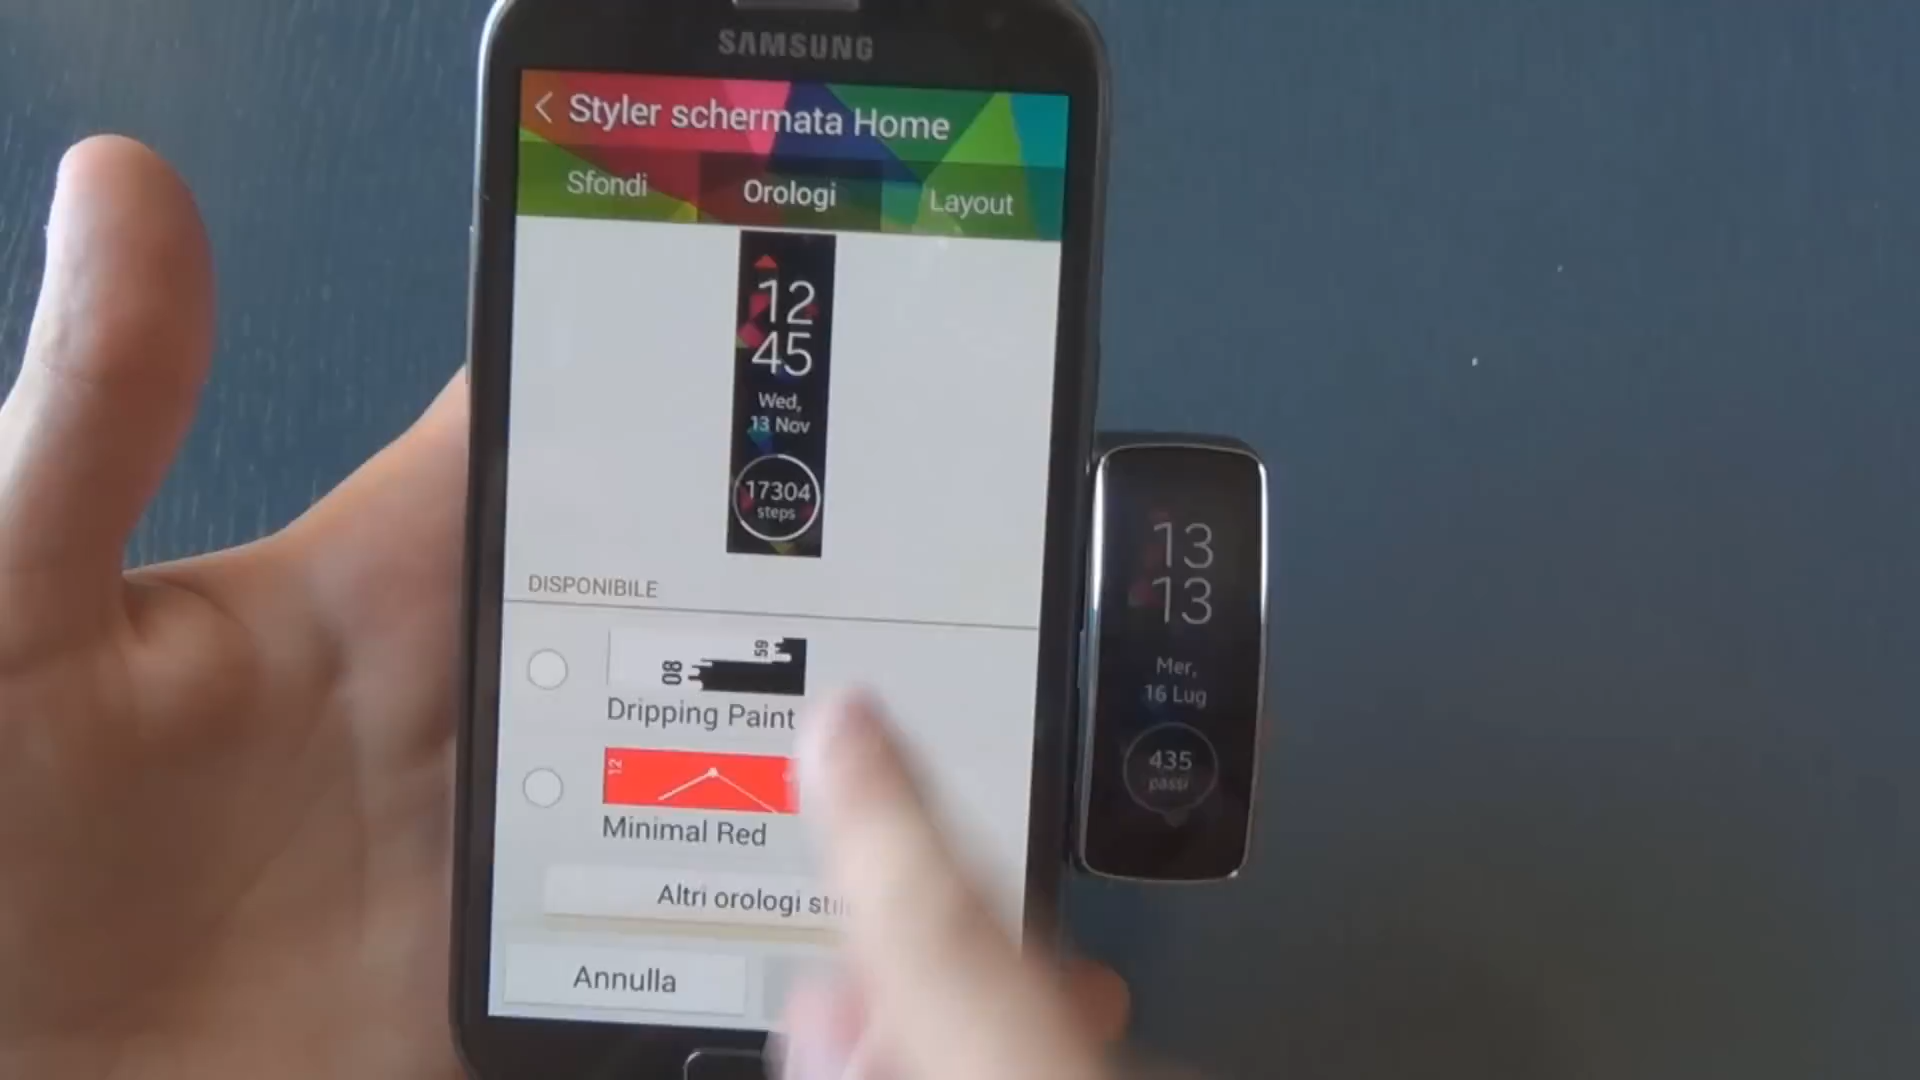 SAMSUNG
Styler schermata Home
Sfondi
Orologi
Layout
12
45
Wed,
13 Nov
17304
steps
DISPONIBILE
08
59
Dripping Paint
12
Minimal Red
Altri orologi
Annulla
13
13
Mer,
16 Lug
435
passi